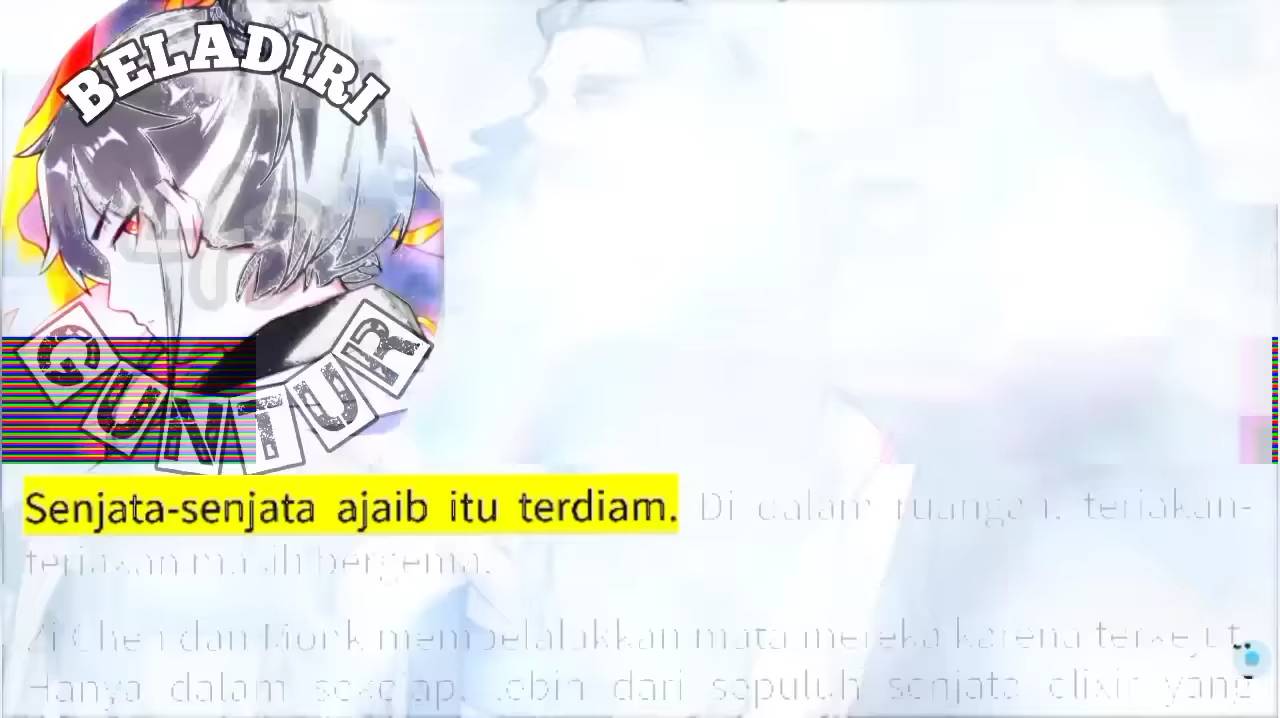 BELADIRI
GUNTUR
Senjata-senjata ajaib itu terdiam. Di dalam ruangan, teriakan-
teriakan masih bergema.
Zi Chen dan Monk membelalakkan mata mereka karena terkejut.
Hanya dalam sekejap, lebih dari sepuluh senjata elixir yang